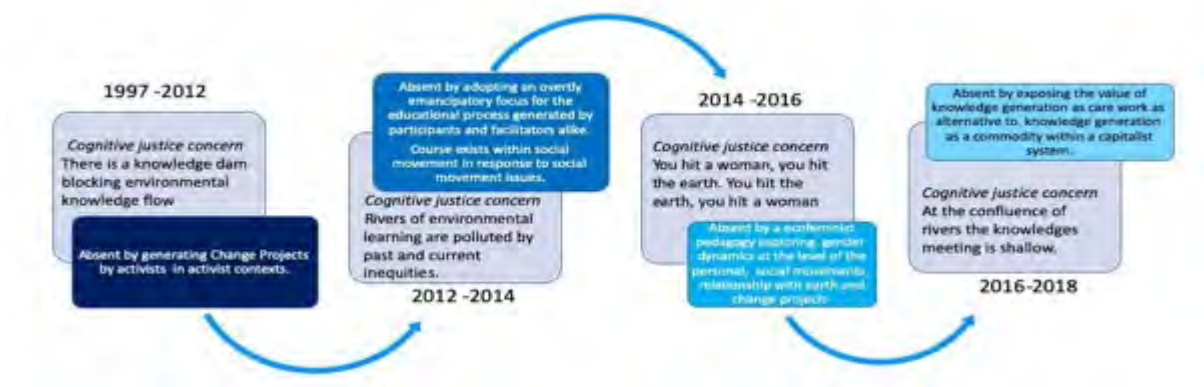 1997 -2012
Cognitive justice concern
There is a knowledge dam
blocking environmental
knowledge flow
Absent by generating Change Projects
by activists in activist contexts.
Absent by adopting an overtly
emancipatory focus for the
educational process generated by
participants and facilitators alike.
Course exists within social
movement in response to social
movement issues.
Cognitive justice concern
Rivers of environmental
learning are polluted by
past and current
inequities.
2012 -2014
2014 -2016
Cognitive justice concern
You hit a woman, you hit
the earth. You hit the
earth, you hit a woman
Absent by a ecofeminist
pedagogy exploring gender
dynamics at the level of the
personal, social movements,
relationship with earth and
change projects
Absent by exposing the value of
knowledge generation as care work as
alternative to knowledge generation
as a commodity within a capitalist
system.
Cognitive justice concern
At the confluence of
rivers the knowledges
meeting is shallow.
2016-2018